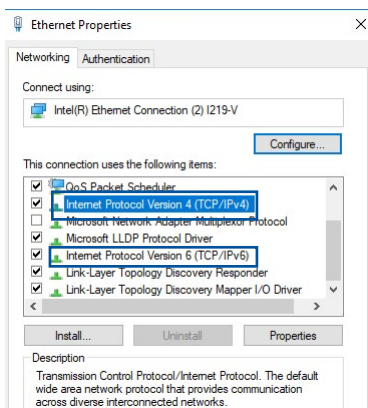 Ethernet Properties
Networking Authentication
Connect using:
Intel(R) Ethernet Connection (2) I219-V
Configure...
This connection uses the following items:
QoS Packet Scheduler
Internet Protocol Version 4 (TCP/IPv4)
Microsoft Network Adapter Multiplexor Protocol
Microsoft LLDP Protocol Driver
Internet Protocol Version 6 (TCP/IPv6)
Link-Layer Topology Discovery Responder
Link-Layer Topology Discovery Mapper I/O Driver
Install... Uninstall Properties
Description
Transmission Control Protocol/Internet Protocol. The default
wide area network protocol that provides communication
across diverse interconnected networks.